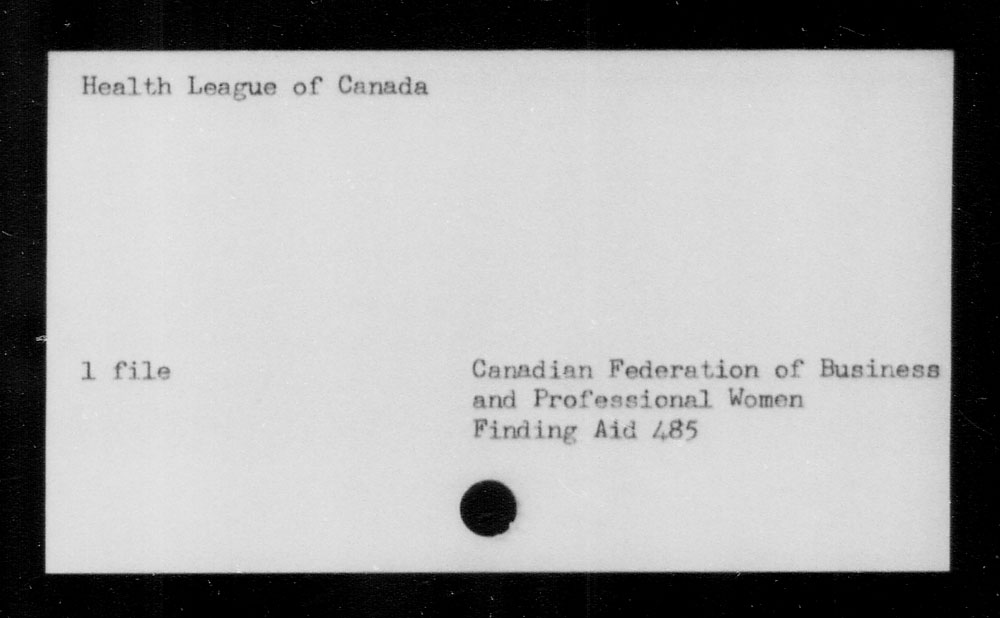 Health League of Canada
1 file
Canadian Federation of Business
and Professional Women
Finding Aid 485